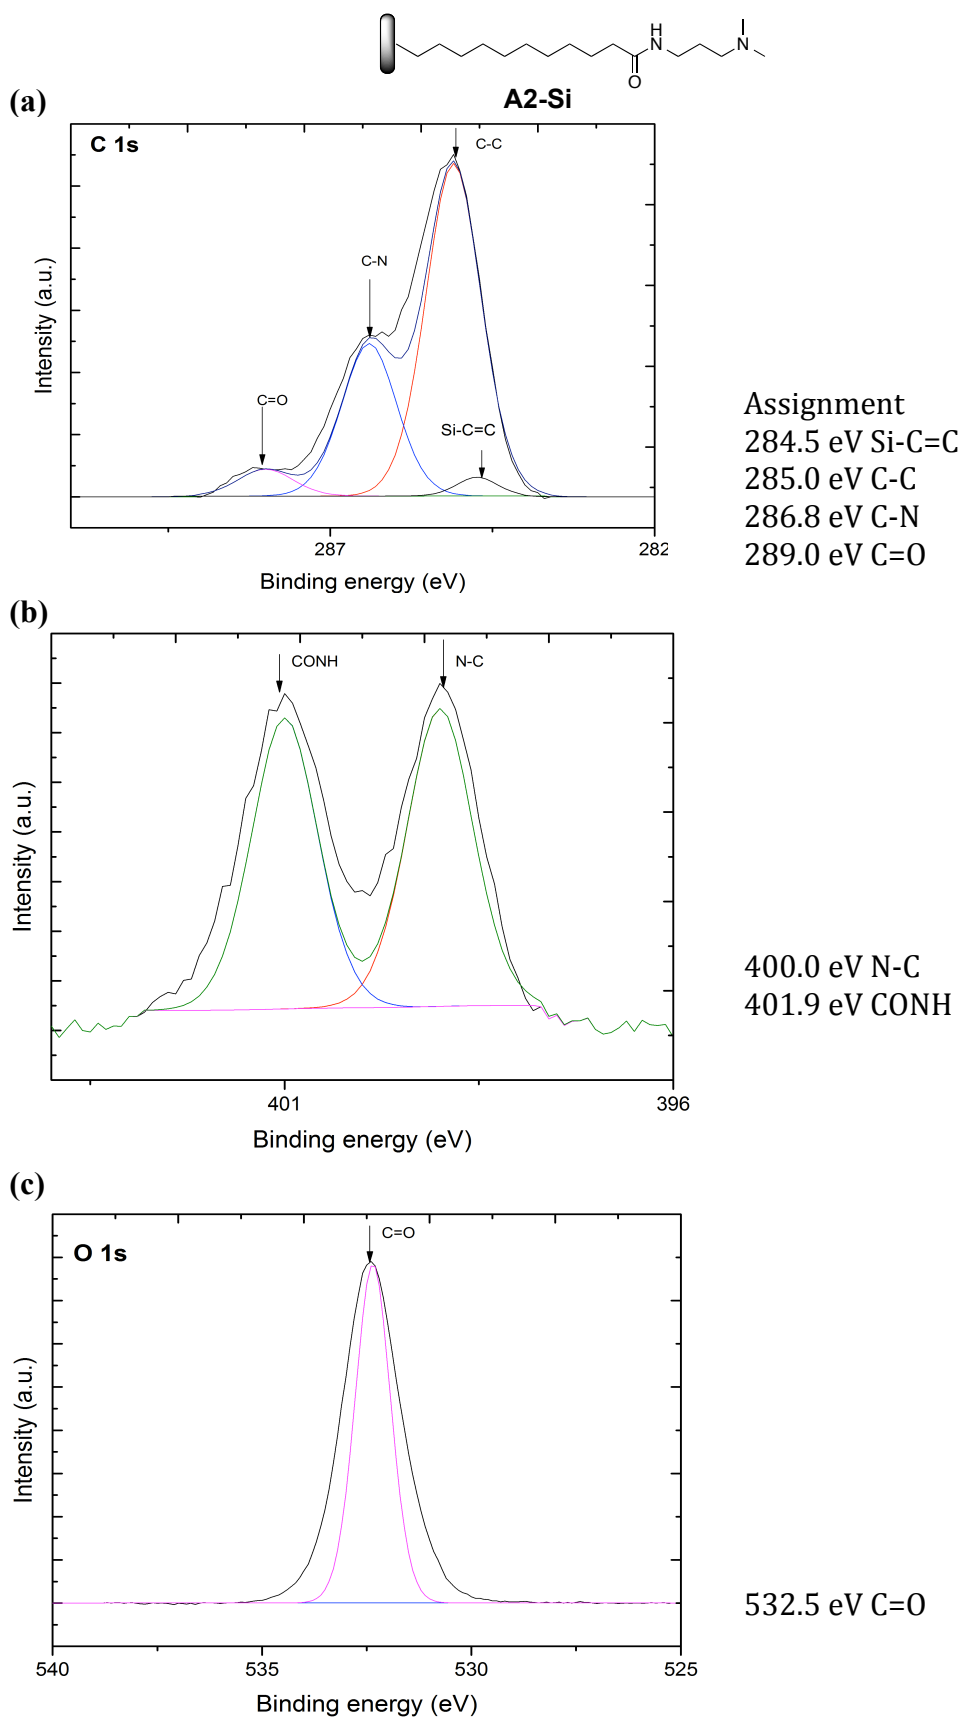 H
N
N
O
A2-Si
(a)
C 1s
C-C
C-N
C=O
Si-C=C
Intensity (a.u.)
287
282
Binding energy (eV)
Assignment
284.5 eV Si-C=C
285.0 eV C-C
286.8 eV C-N
289.0 eV C=O
(b)
CONH
N-C
Intensity (a.u.)
401
396
Binding energy (eV)
400.0 eV N-C
401.9 eV CONH
(c)
C=O
O 1s
Intensity (a.u.)
540
535
530
525
Binding energy (eV)
532.5 eV C=O